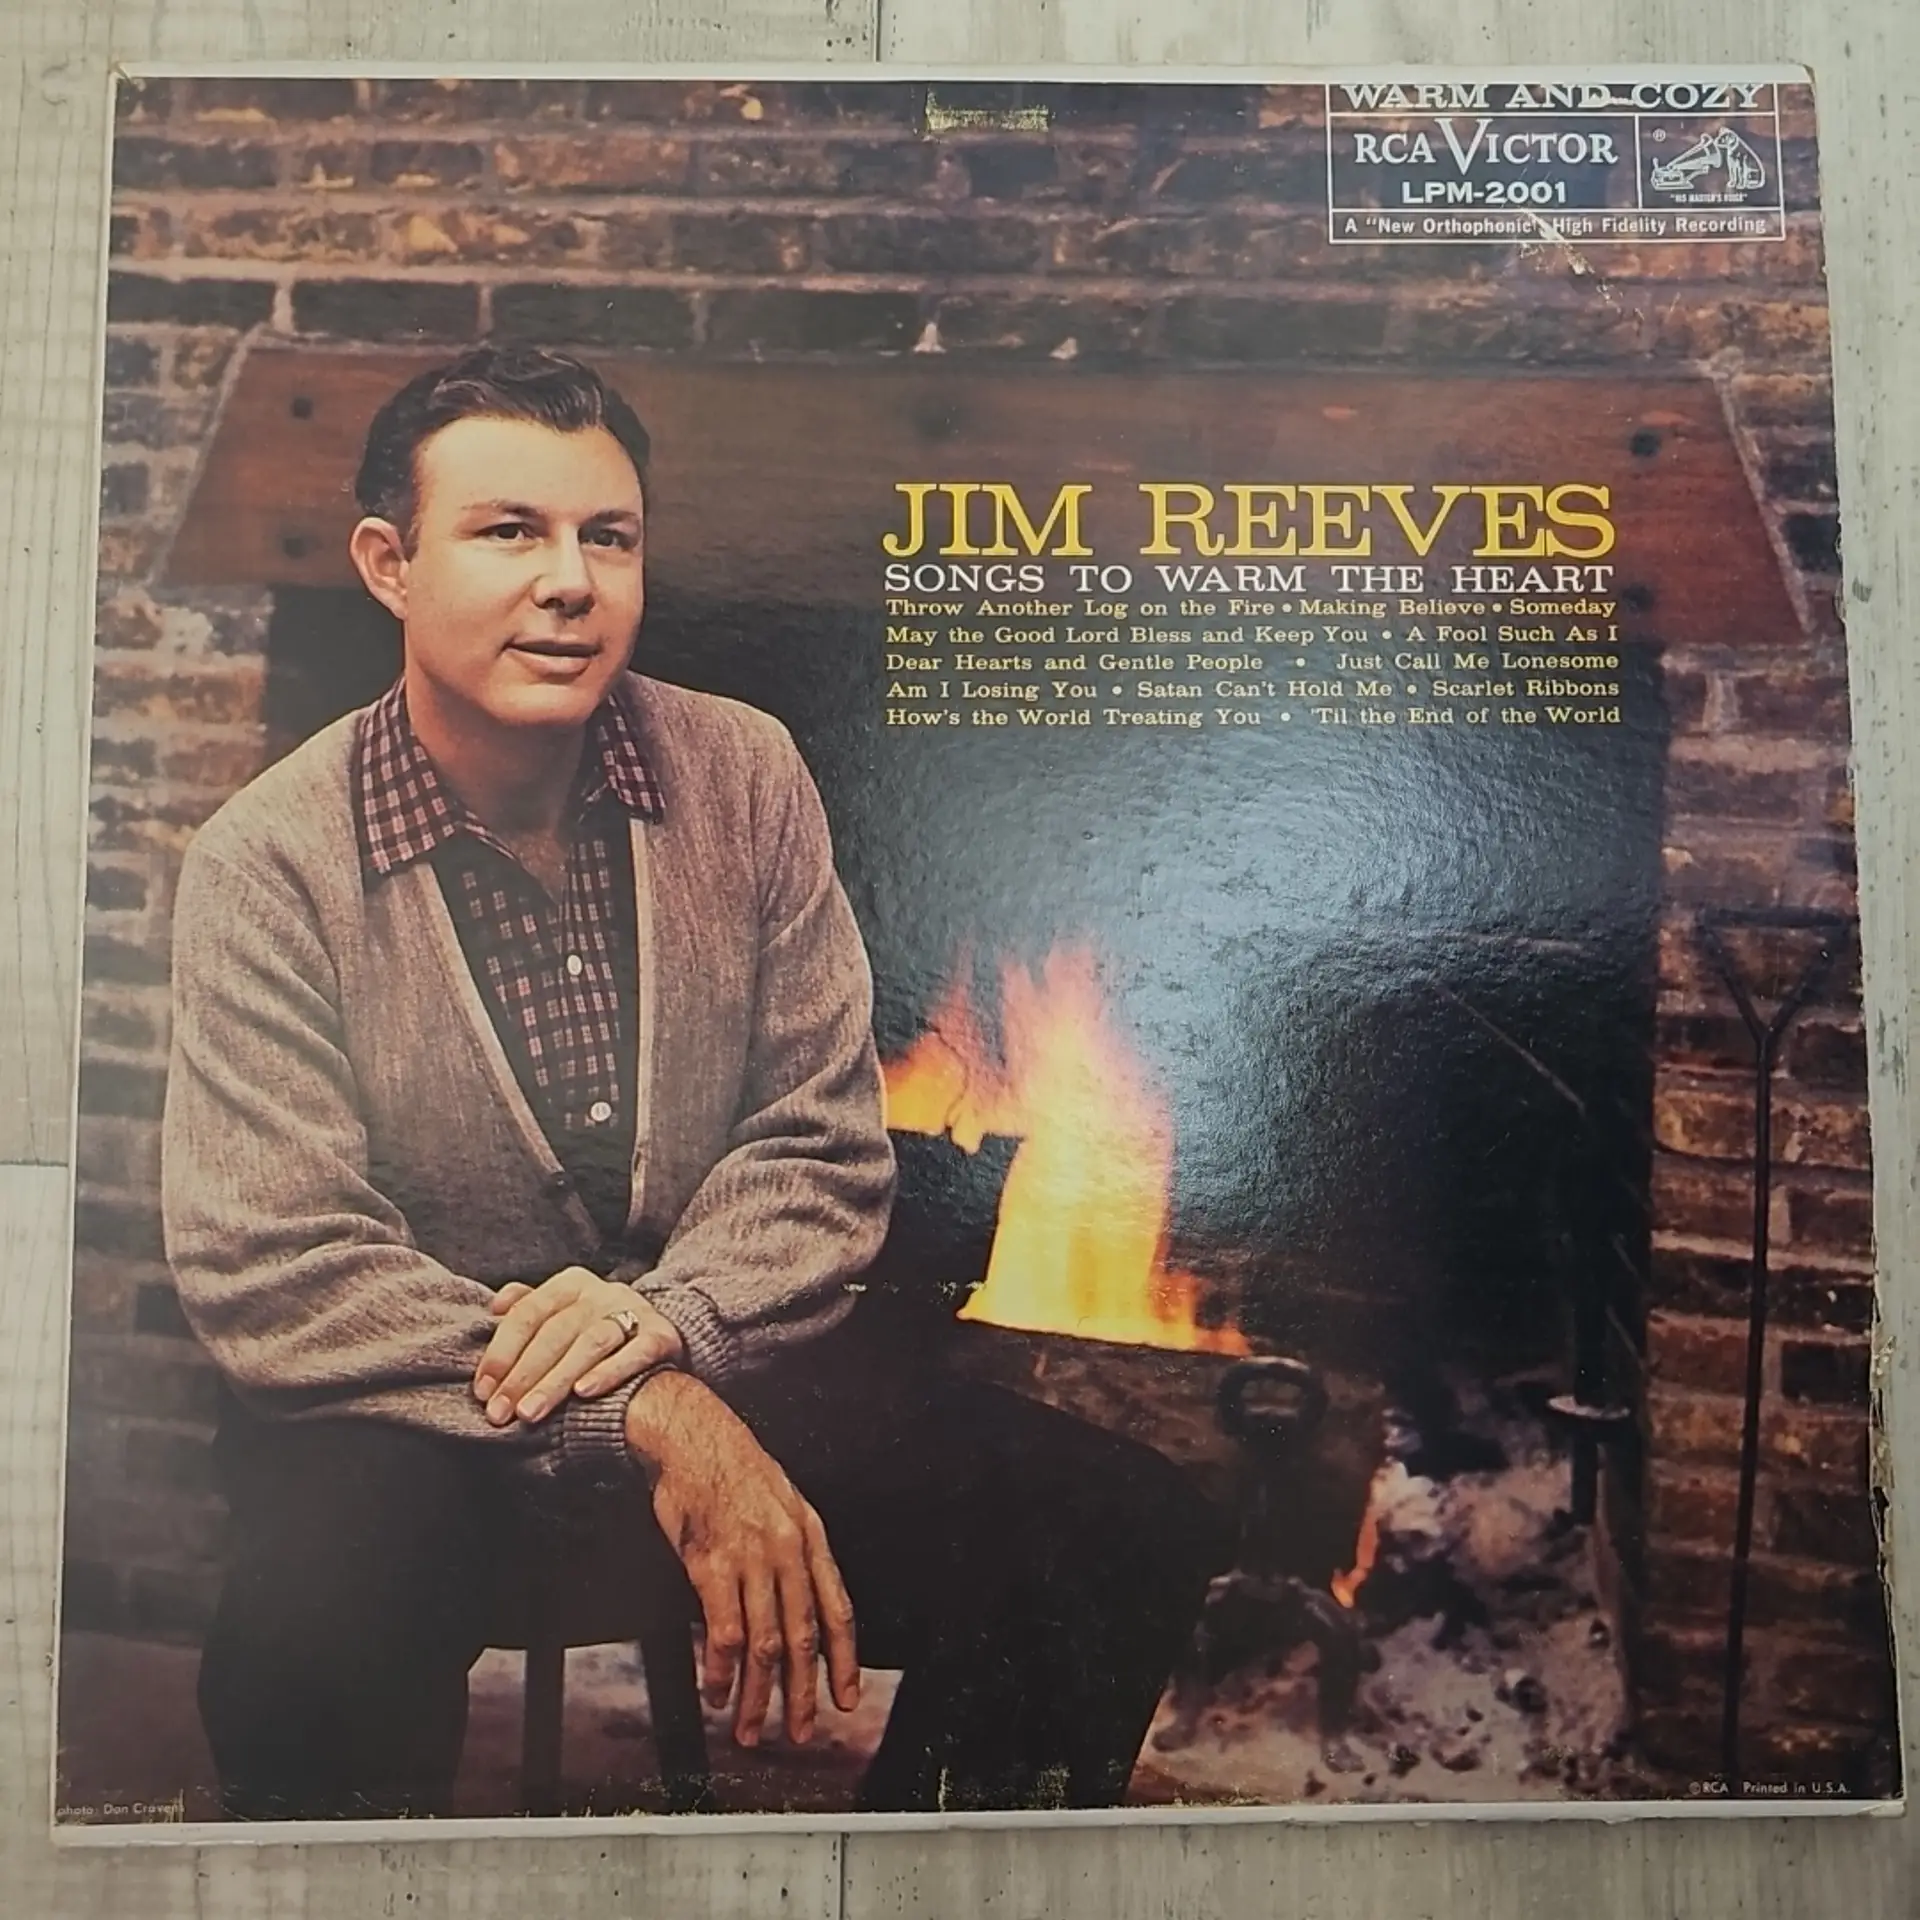 WARM AND COZY
RCA VICTOR
LPM-2001
®
"HIS MASTER'S VOICE"
A "New Orthophonic" High Fidelity Recording
JIM REEVES
SONGS TO WARM THE HEART
Throw Another Log on the Fire • Making Believe • Someday
May the Good Lord Bless and Keep You • A Fool Such As I
Dear Hearts and Gentle People • Just Call Me Lonesome
Am I Losing You • Satan Can't Hold Me • Scarlet Ribbons
How's the World Treating You • 'Til the End of the World
©RCA Printed in U.S.A.
photo: Don Cravens